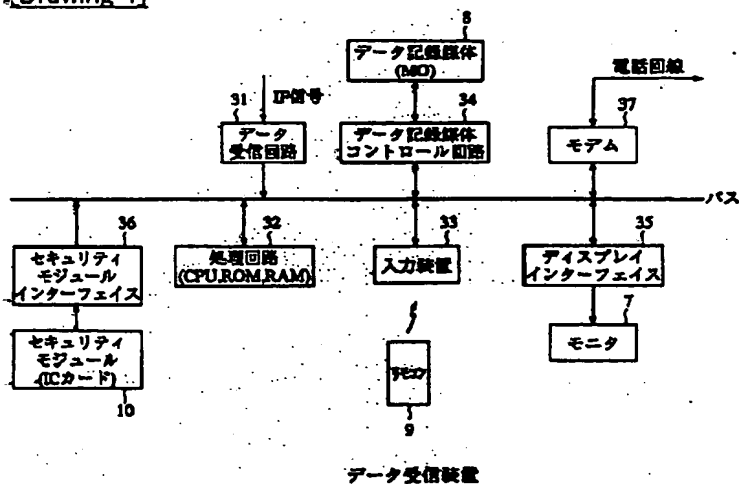 [Drawing 4]
8
データ記録媒体
(MO)
電話回線
31
IP信号
34
37
データ
受信回路
データ記録媒体
コントロール回路
モデム
バス
36
32
33
35
セキュリティ
モジュール
インターフェイス
処理回路
(CPU,ROM,RAM)
入力装置
ディスプレイ
インターフェイス
7
セキュリティ
モジュール
(ICカード)
リモコン
モニタ
10
9
データ受信装置